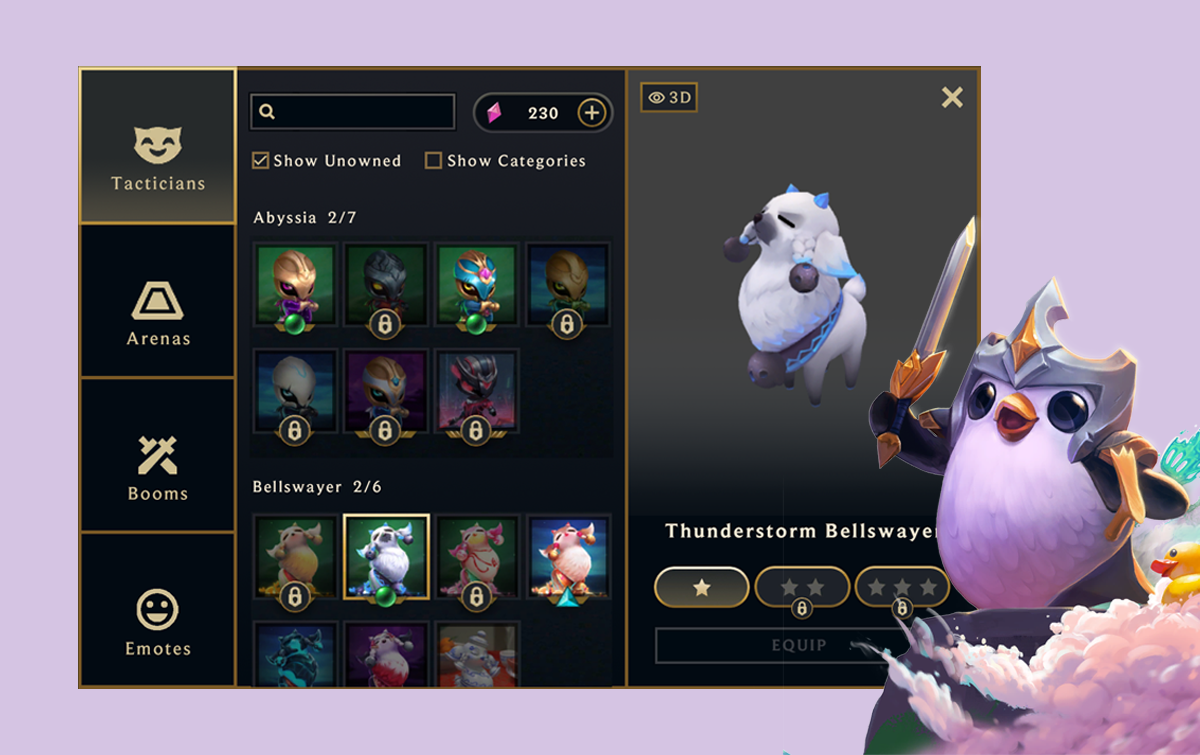 Tacticians
Arenas
Booms
Emotes
230
Show Unowned
Show Categories
Abyssia 2/7
Bellswayer 2/6
3D
Thunderstorm Bellswayer
EQUIP